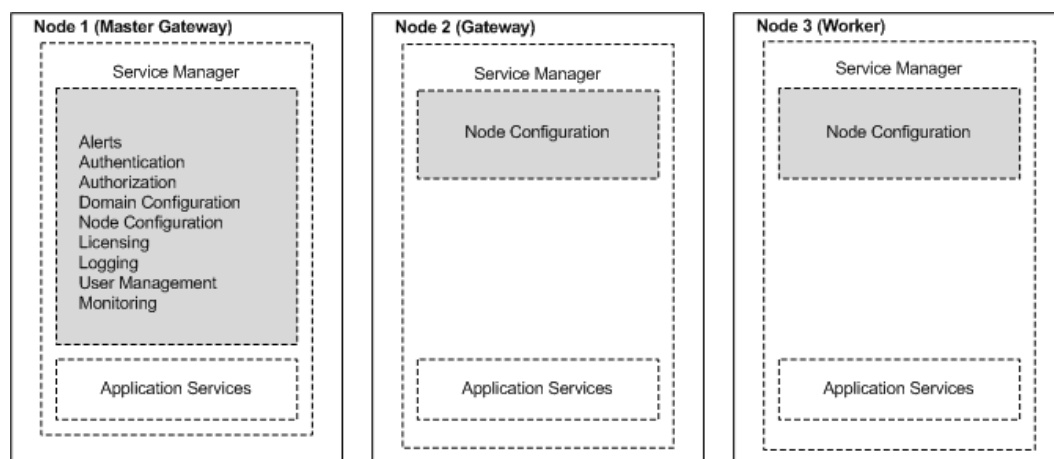 Node 1 (Master Gateway)
Service Manager
Alerts
Authentication
Authorization
Domain Configuration
Node Configuration
Licensing
Logging
User Management
Monitoring
Application Services
Node 2 (Gateway)
Service Manager
Node Configuration
Application Services
Node 3 (Worker)
Service Manager
Node Configuration
Application Services